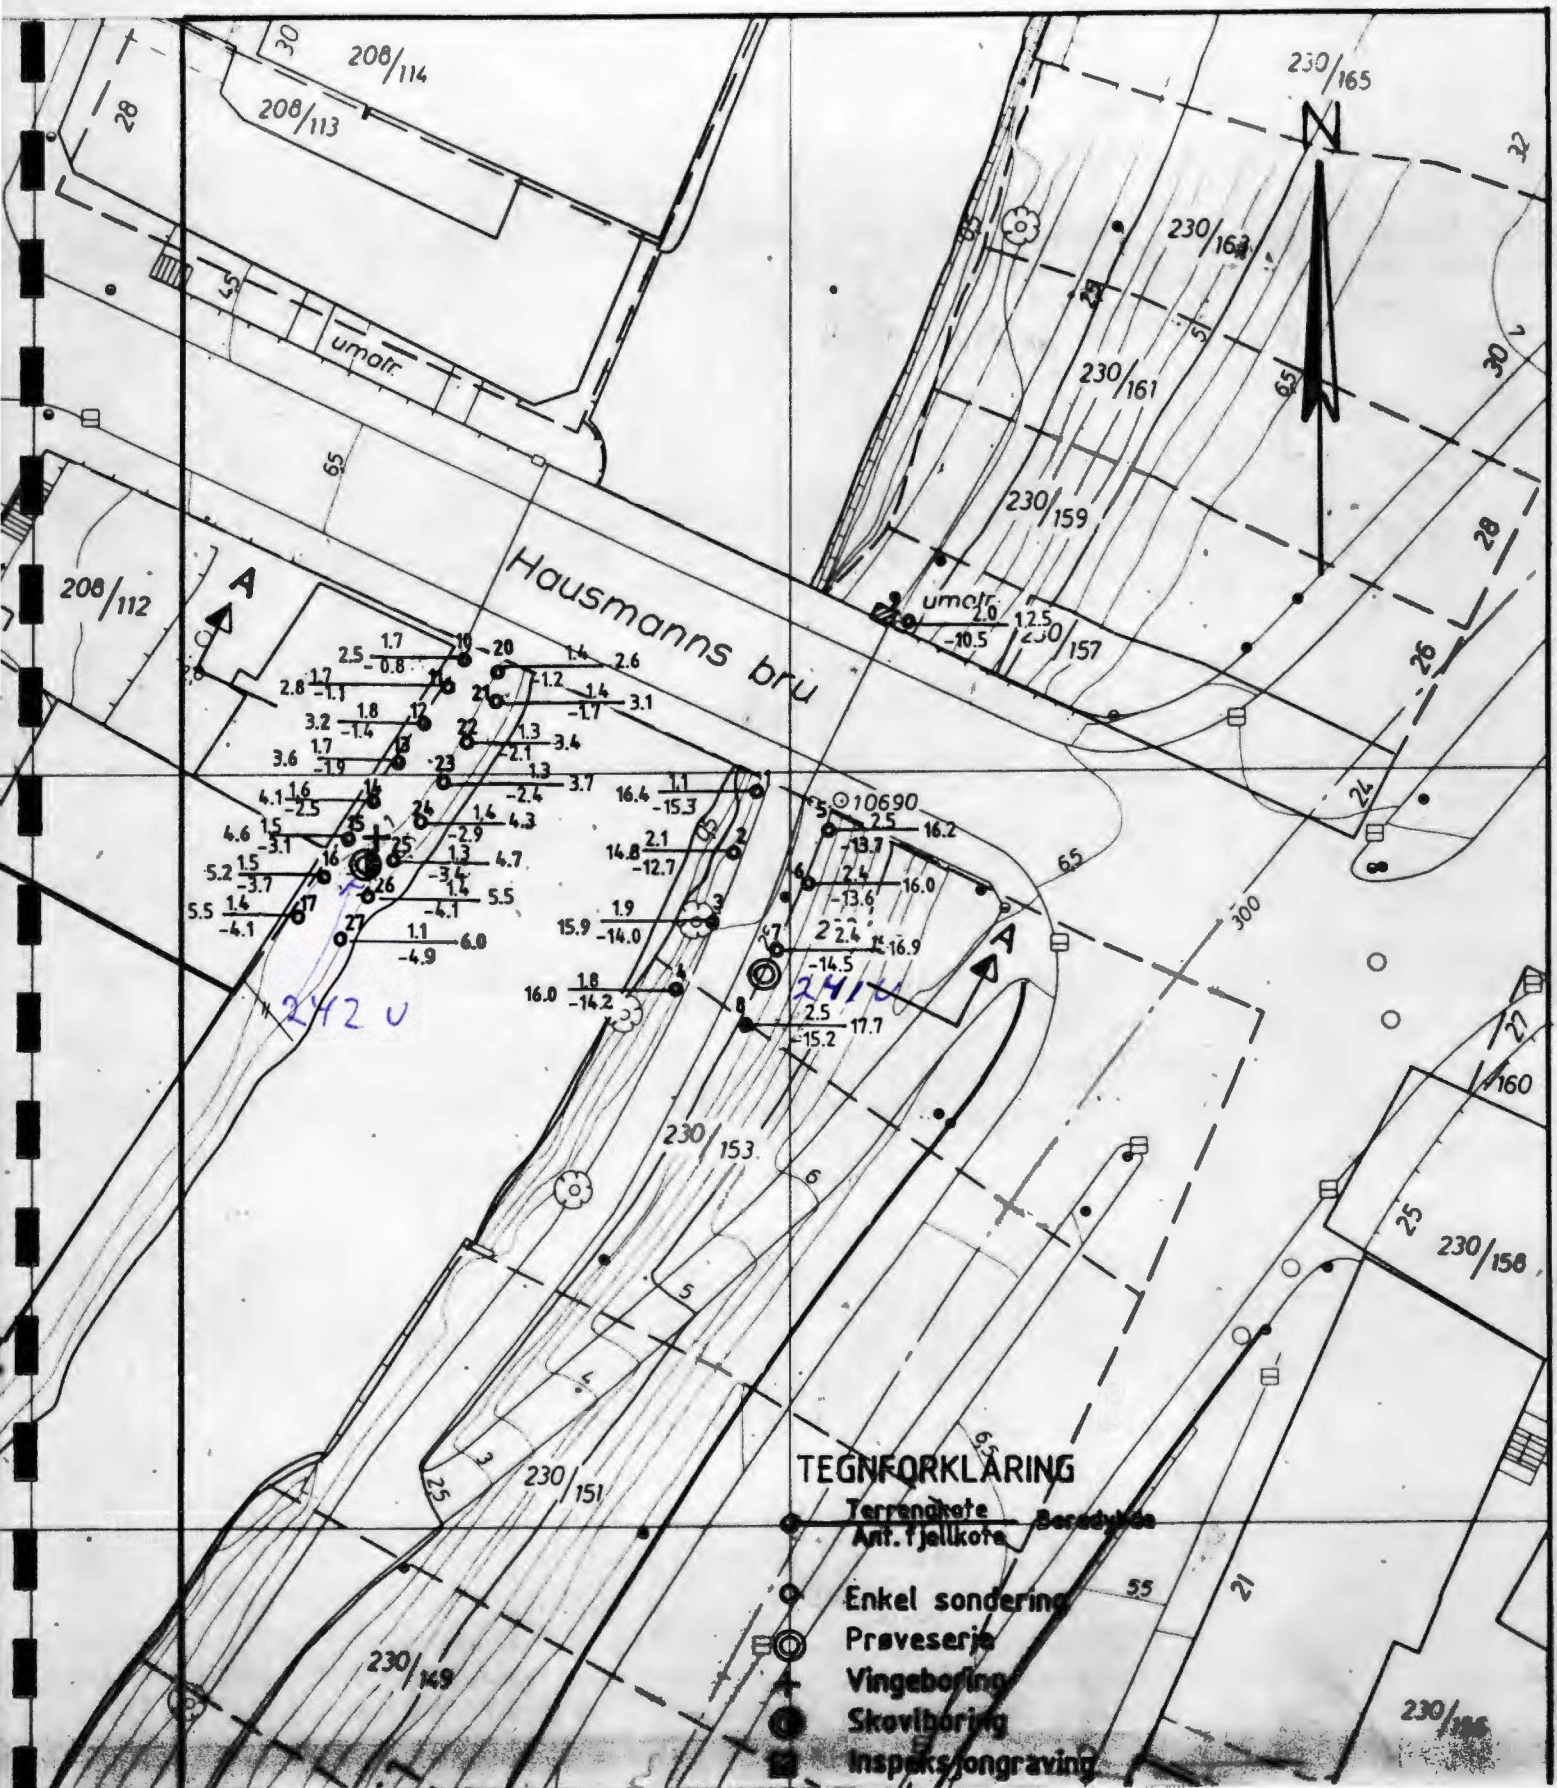 208/114
30
208/113
28
230/165
N
32
230/163
65
25
45
umatr.
5
230/161
65
30
65
230/159
28
208/112
A
Hausmanns bru
umatr.
2.0 12.5
-10.5
230/157
26
24
10 1.7
2.5 -0.8
20 1.4 2.6
-1.2
11 1.7
2.8 -1.1
21 1.4 3.1
-1.7
12 1.8
3.2 -1.4
22 1.3 3.4
-2.1
13 1.7
3.6 -1.9
23 1.3 3.7
-2.4
14 1.6
4.1 -2.5
24 1.4 4.3
-2.9
15 1.5
4.6 -3.1
25 1.3 4.7
-3.4
16 1.5
5.2 -3.7
26 1.4 5.5
-4.1
17 1.4
5.5 -4.1
27 1.1 6.0
-4.9
242 U
1 1.1
16.4 -15.3
2 2.1
14.8 -12.7
3 1.9
15.9 -14.0
4 1.8
16.0 -14.2
10690
5 2.5 16.2
-13.7
6 2.4 16.0
-13.6
7 2.4 16.9
-14.5
8 2.5 17.7
-15.2
241 U
A
65
300
27
/160
230/153
6
25
230/158
5
4
3
25
230/151
65
TEGNFORKLARING
Terrengkote
Ant. fjellkote Boredybde
55
21
Enkel sondering
Prøveserie
Vingeboring
Skovlboring
Inspeksjongraving
230/149